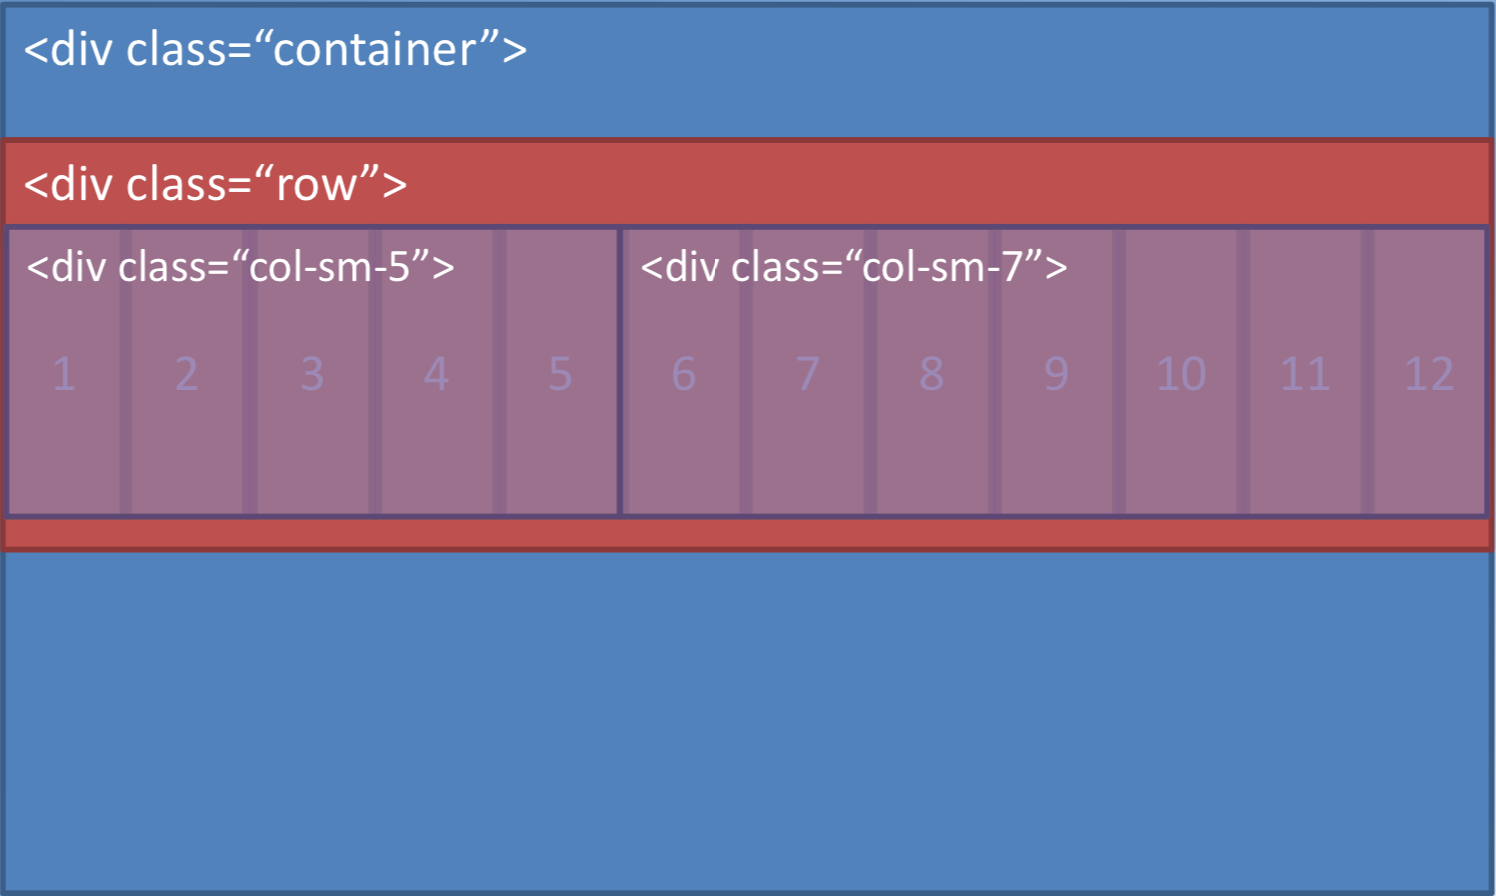 <div class=“container”>
<div class=“row”>
<div class=“col-sm-5”> <div class=“col-sm-7”>
1 2 3 4 5 6 7 8 9 10 11 12